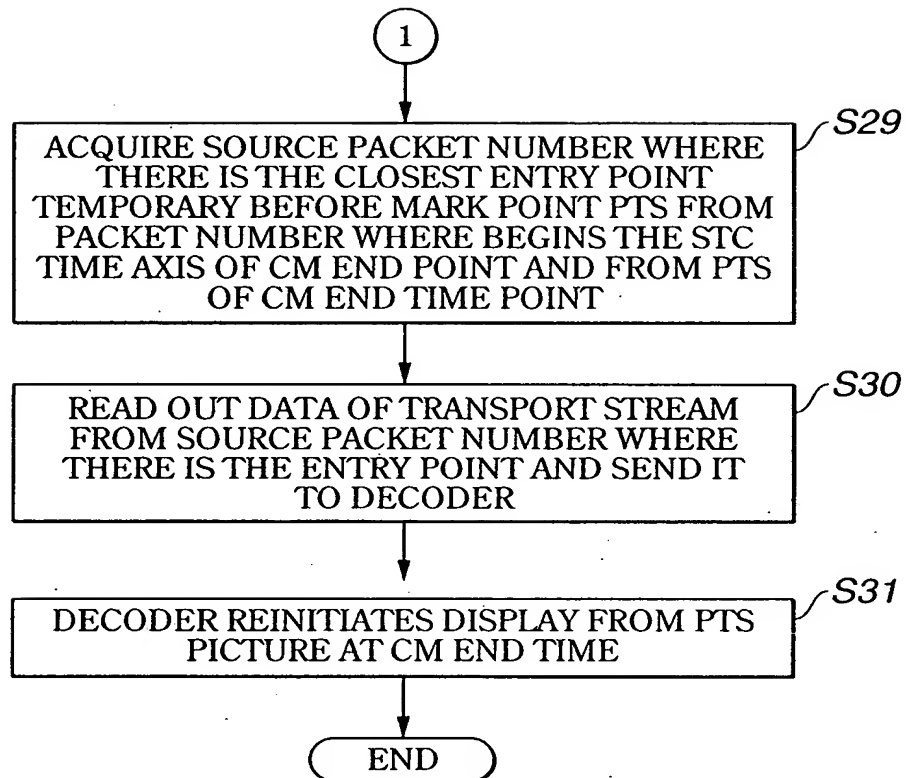 1
S29
ACQUIRE SOURCE PACKET NUMBER WHERE
THERE IS THE CLOSEST ENTRY POINT
TEMPORARY BEFORE MARK POINT PTS FROM
PACKET NUMBER WHERE BEGINS THE STC
TIME AXIS OF CM END POINT AND FROM PTS
OF CM END TIME POINT
S30
READ OUT DATA OF TRANSPORT STREAM
FROM SOURCE PACKET NUMBER WHERE
THERE IS THE ENTRY POINT AND SEND IT
TO DECODER
S31
DECODER REINITIATES DISPLAY FROM PTS
PICTURE AT CM END TIME
END